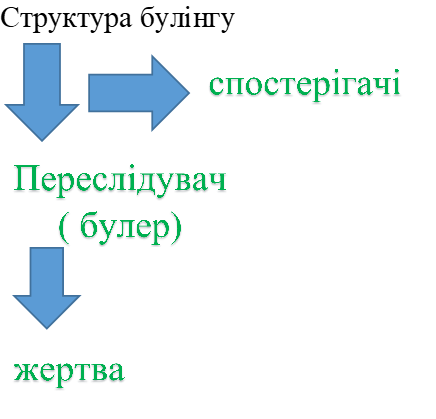 Структура булінгу
спостерігачі
Переслідувач
( булер)
жертва